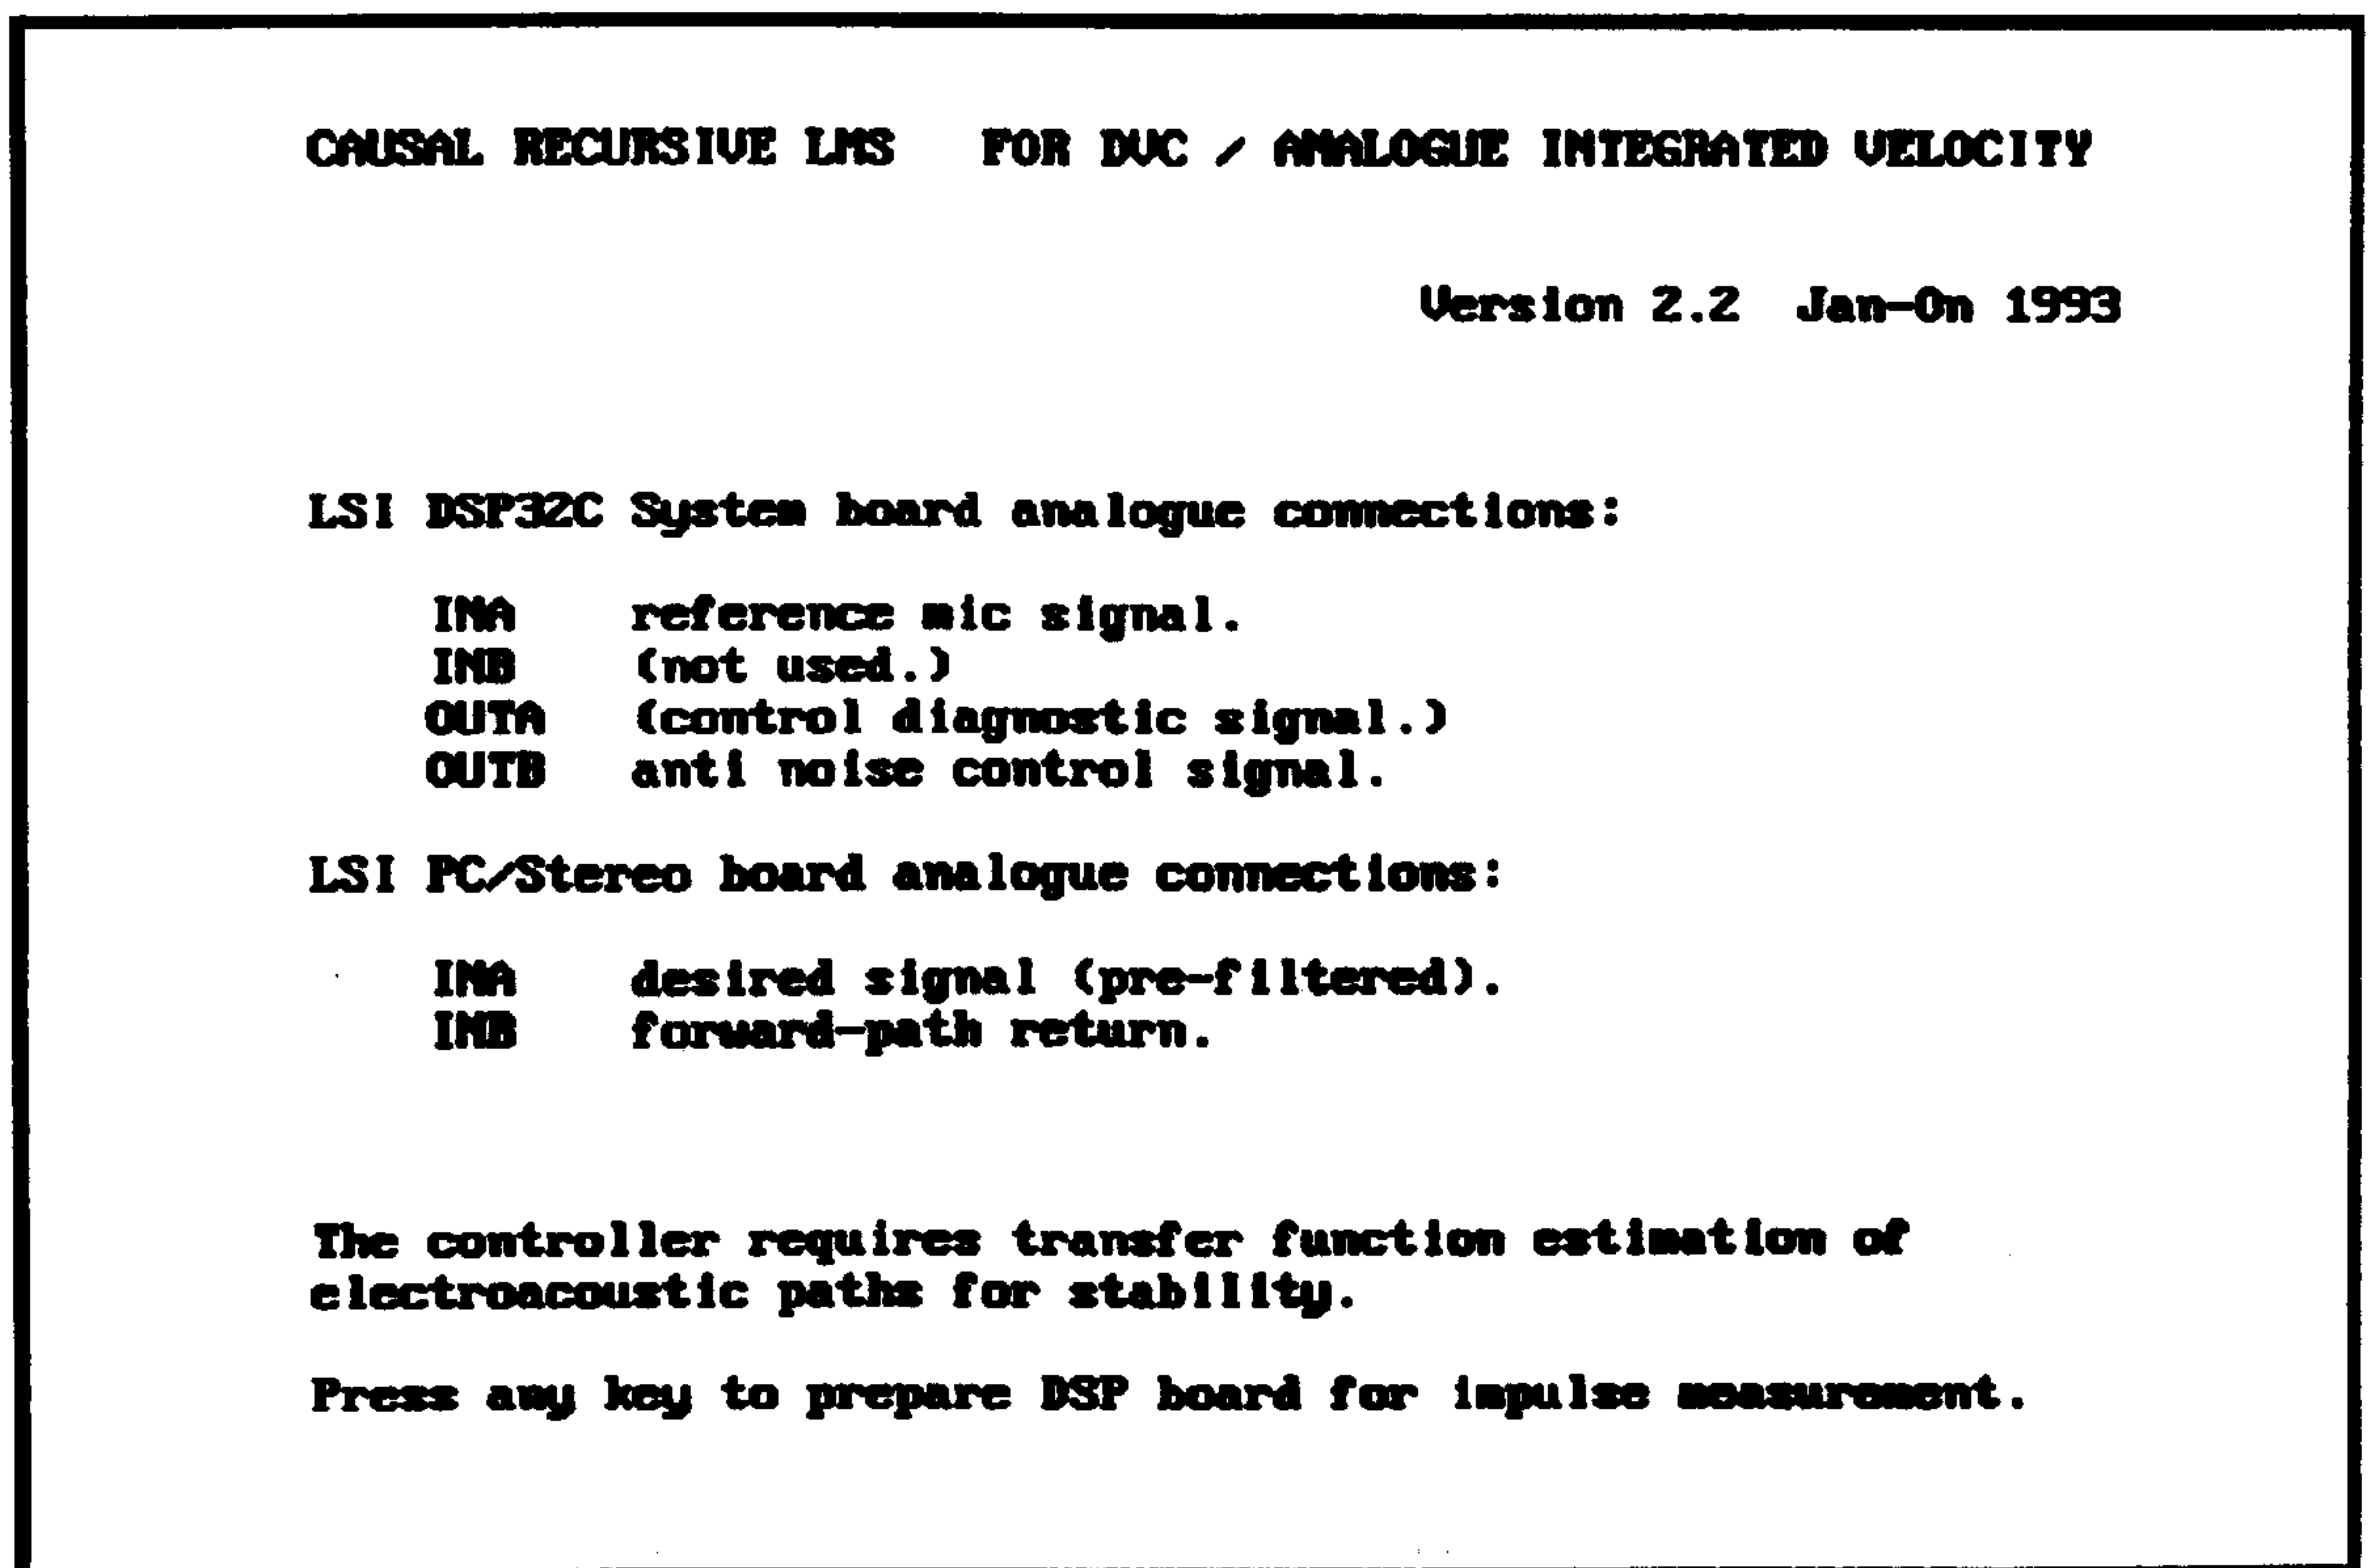 CAUSAL RECURSIVE LMS FOR DVC / ANALOGUE INTEGRATED VELOCITY
Version 2.2 Jan-On 1993
LSI DSP32C System board analogue connections:
INA reference mic signal.
INB (not used.)
OUTA (control diagnostic signal.)
OUTB anti noise control signal.
LSI PC/Stereo board analogue connections:
INA desired signal (pre-filtered).
INB forward-path return.
The controller requires transfer function estimation of
electroacoustic paths for stability.
Press any key to prepare DSP board for impulse measurement.